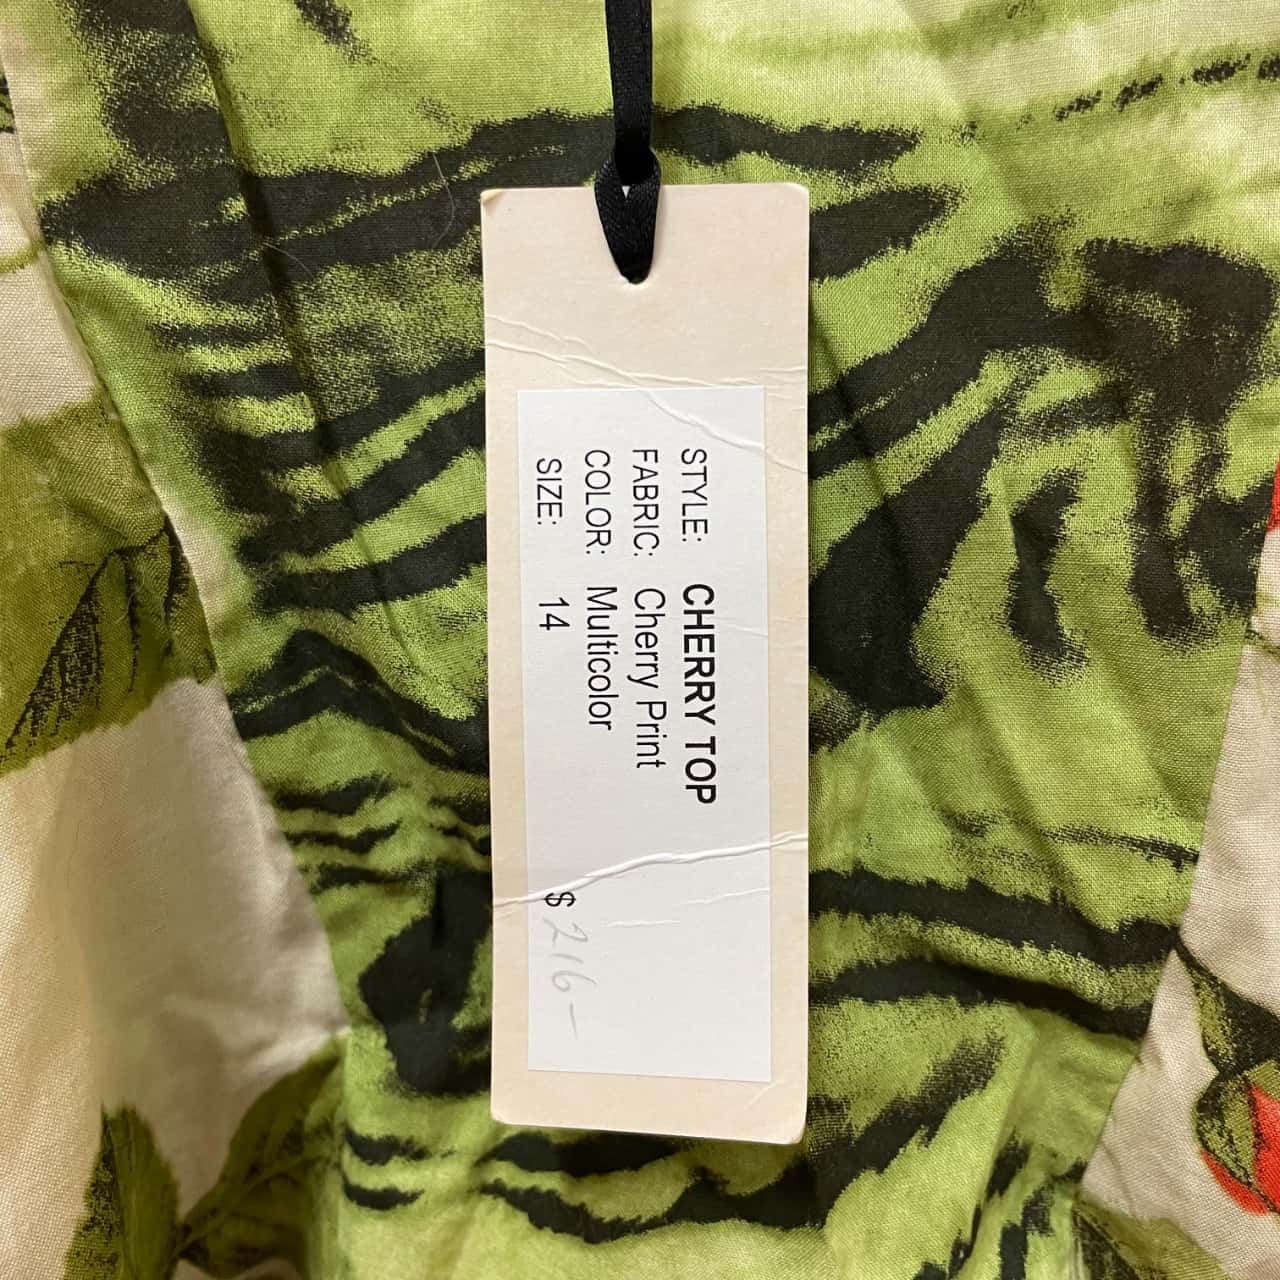 STYLE: CHERRY TOP
FABRIC: Cherry Print
COLOR: Multicolor
SIZE: 14
$ 216-